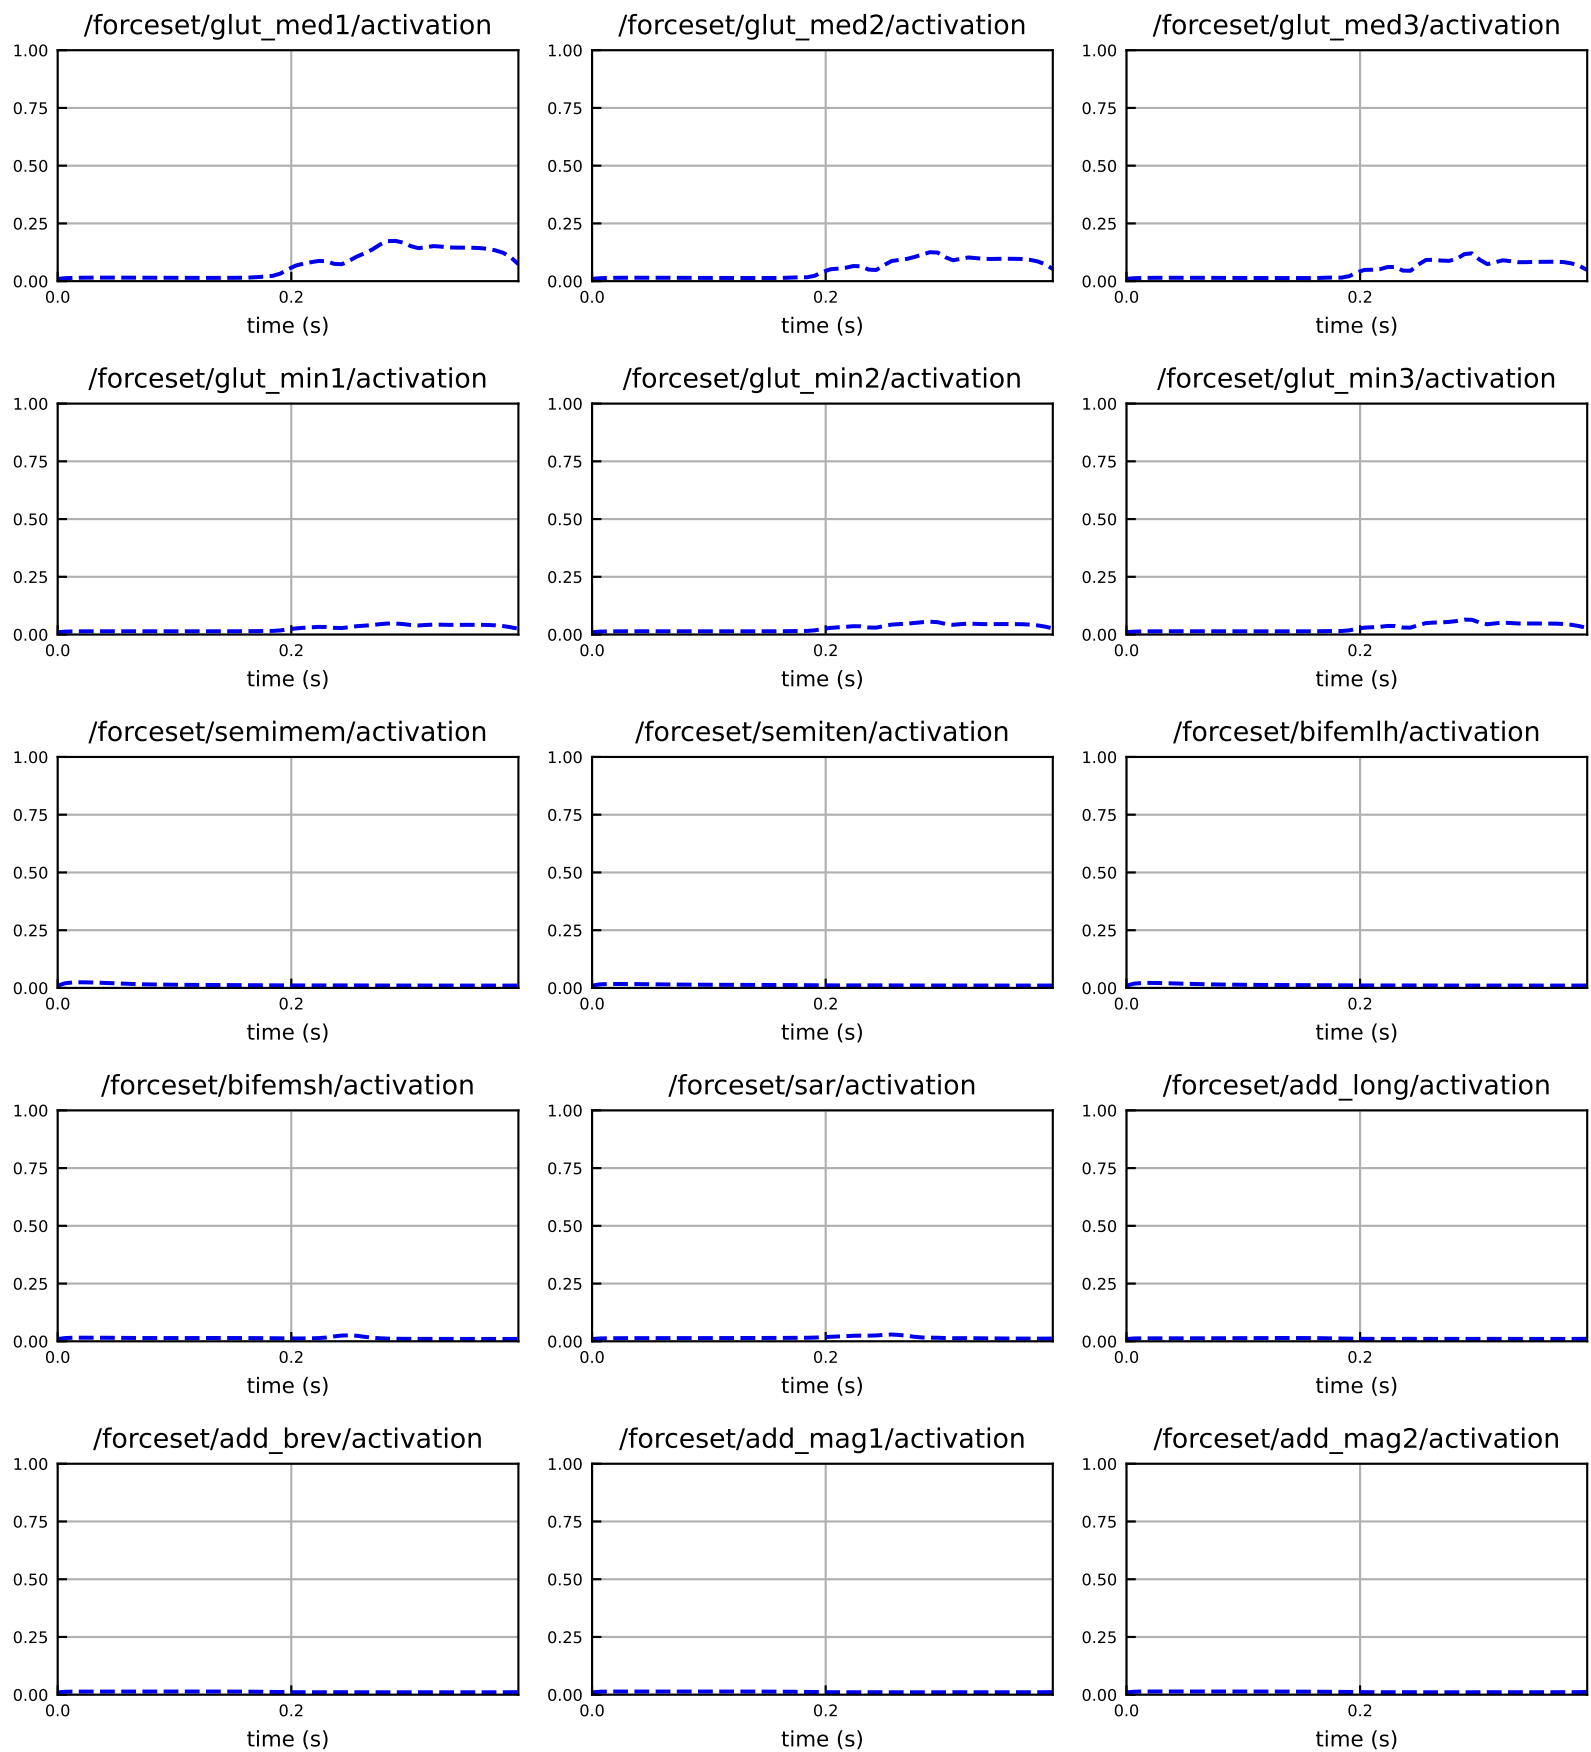 /forceset/glut_med1/activation /forceset/glut_med2/activation /forceset/glut_med3/activation
1.00 1.00 1.00
0.75 0.75 0.75
0.50 0.50 0.50
0.25 0.25 0.25
0.00 0.00 0.00
0.0 0.2 0.0 0.2 0.0 0.2
time (s) time (s) time (s)
/forceset/glut_min1/activation /forceset/glut_min2/activation /forceset/glut_min3/activation
1.00 1.00 1.00
0.75 0.75 0.75
0.50 0.50 0.50
0.25 0.25 0.25
0.00 0.00 0.00
0.0 0.2 0.0 0.2 0.0 0.2
time (s) time (s) time (s)
/forceset/semimem/activation /forceset/semiten/activation /forceset/bifemlh/activation
1.00 1.00 1.00
0.75 0.75 0.75
0.50 0.50 0.50
0.25 0.25 0.25
0.00 0.00 0.00
0.0 0.2 0.0 0.2 0.0 0.2
time (s) time (s) time (s)
/forceset/bifemsh/activation /forceset/sar/activation /forceset/add_long/activation
1.00 1.00 1.00
0.75 0.75 0.75
0.50 0.50 0.50
0.25 0.25 0.25
0.00 0.00 0.00
0.0 0.2 0.0 0.2 0.0 0.2
time (s) time (s) time (s)
/forceset/add_brev/activation /forceset/add_mag1/activation /forceset/add_mag2/activation
1.00 1.00 1.00
0.75 0.75 0.75
0.50 0.50 0.50
0.25 0.25 0.25
0.00 0.00 0.00
0.0 0.2 0.0 0.2 0.0 0.2
time (s) time (s) time (s)